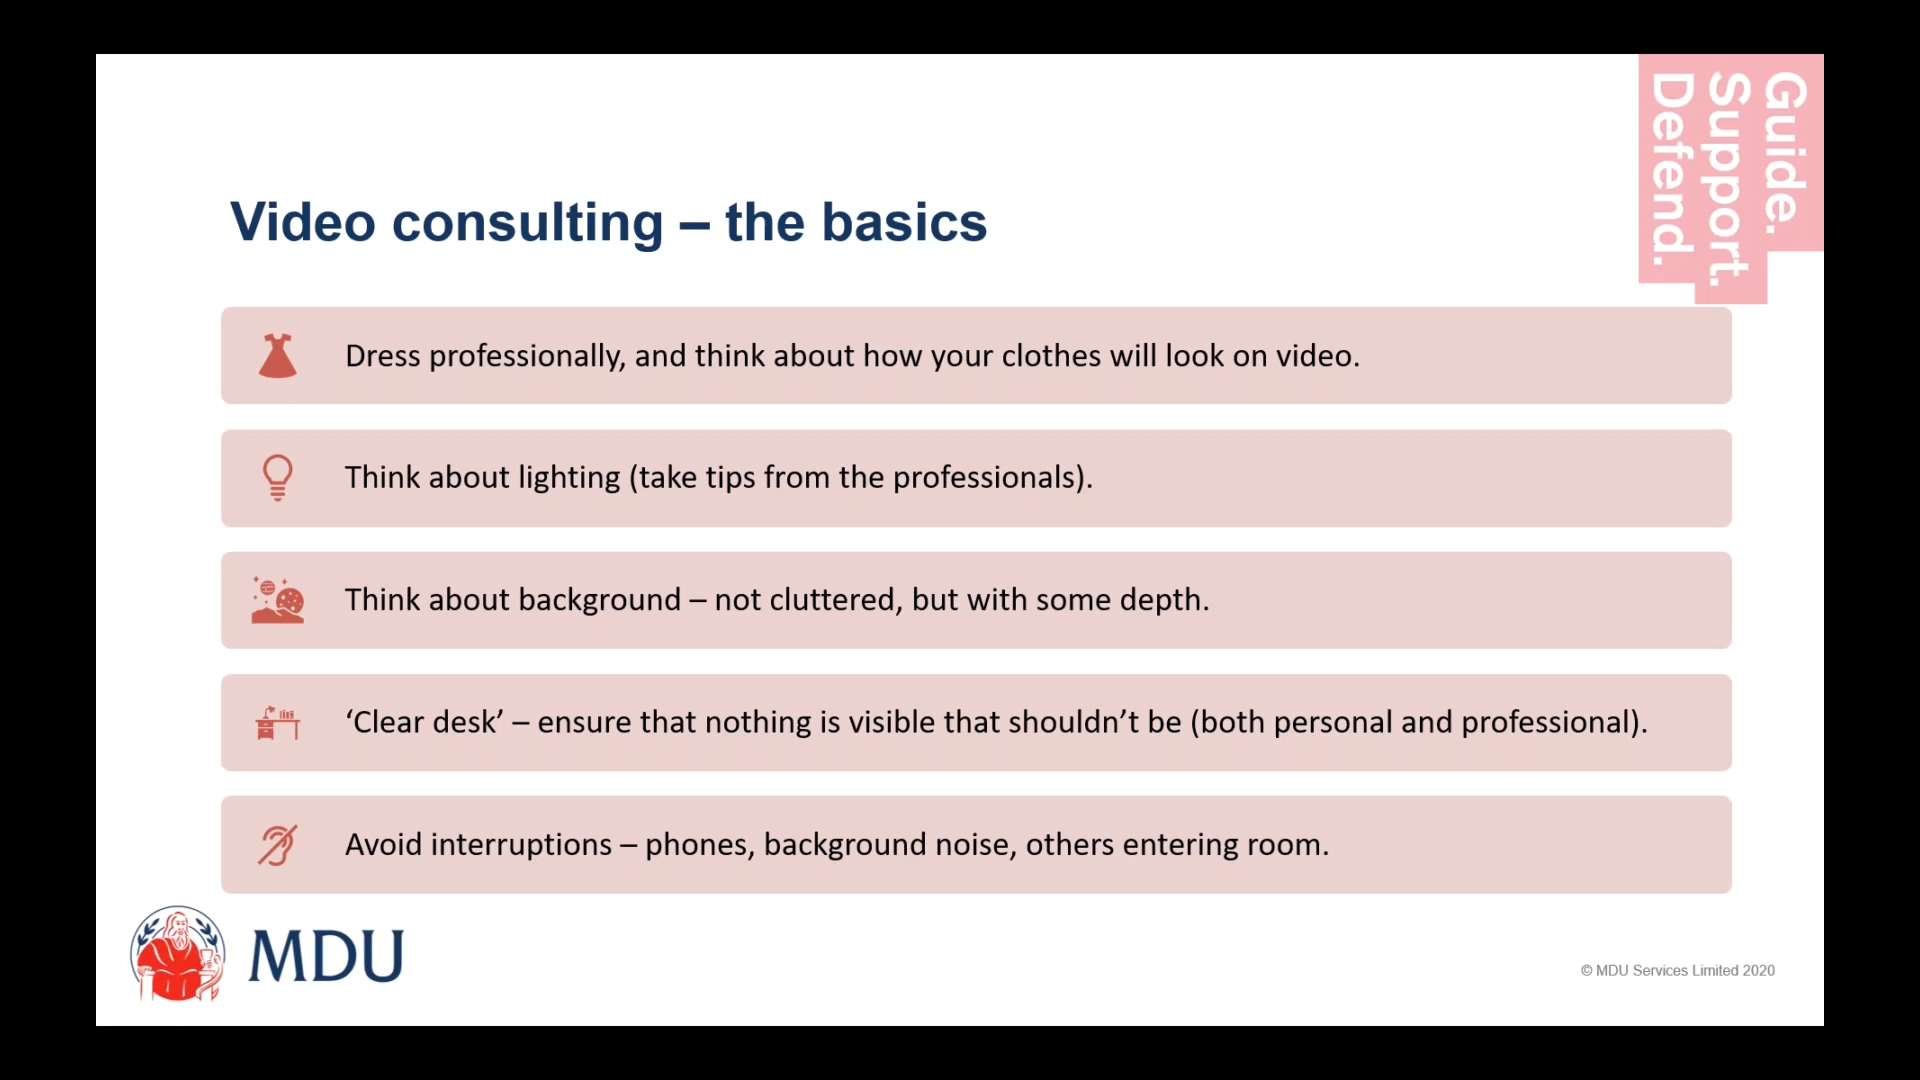 Guide.
Support.
Defend.
Video consulting – the basics
Dress professionally, and think about how your clothes will look on video.
Think about lighting (take tips from the professionals).
Think about background – not cluttered, but with some depth.
‘Clear desk’ – ensure that nothing is visible that shouldn’t be (both personal and professional).
Avoid interruptions – phones, background noise, others entering room.
MDU
© MDU Services Limited 2020